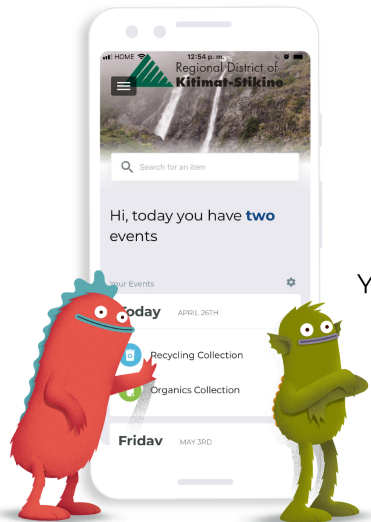 HOME 12:54 p. m.
Regional District of
Kitimat-Stikine
Search for an item
Hi, today you have two
events
Your Events
Today APRIL 26TH
Recycling Collection
Organics Collection
Friday MAY 3RD
Y